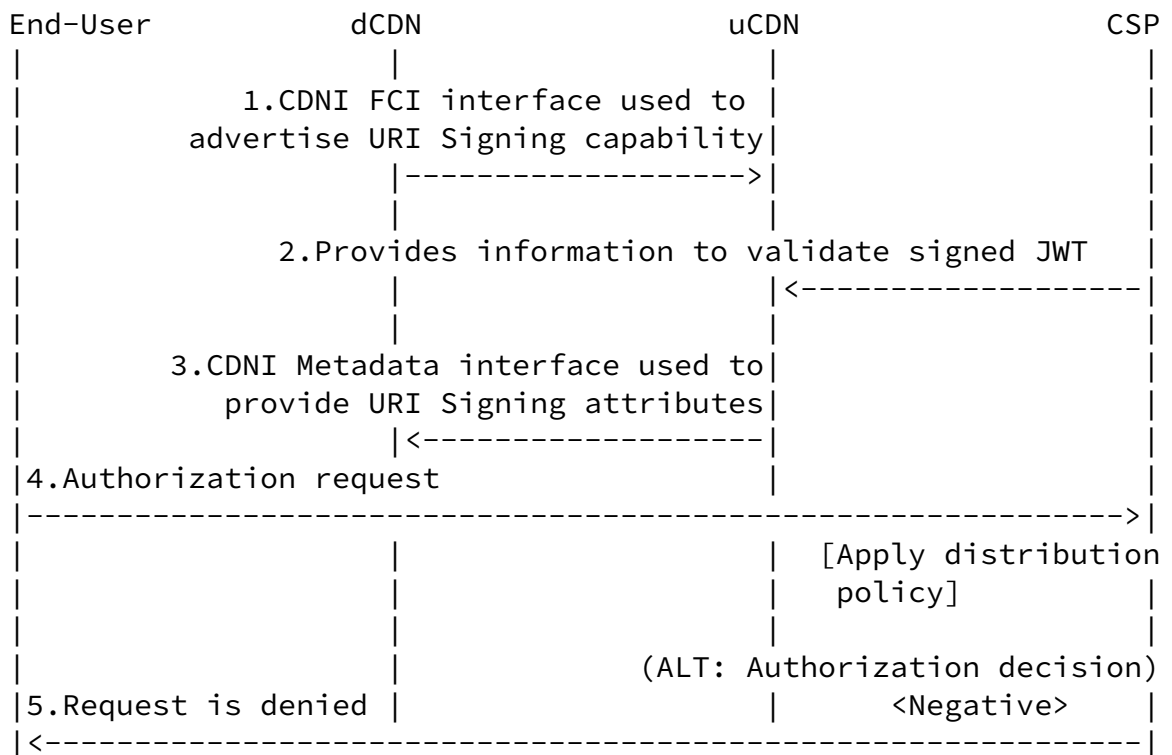 End-User dCDN uCDN CSP
1.CDNI FCI interface used to
advertise URI Signing capability
2.Provides information to validate signed JWT
3.CDNI Metadata interface used to
provide URI Signing attributes
4.Authorization request
[Apply distribution
policy]
(ALT: Authorization decision)
5.Request is denied <Negative>